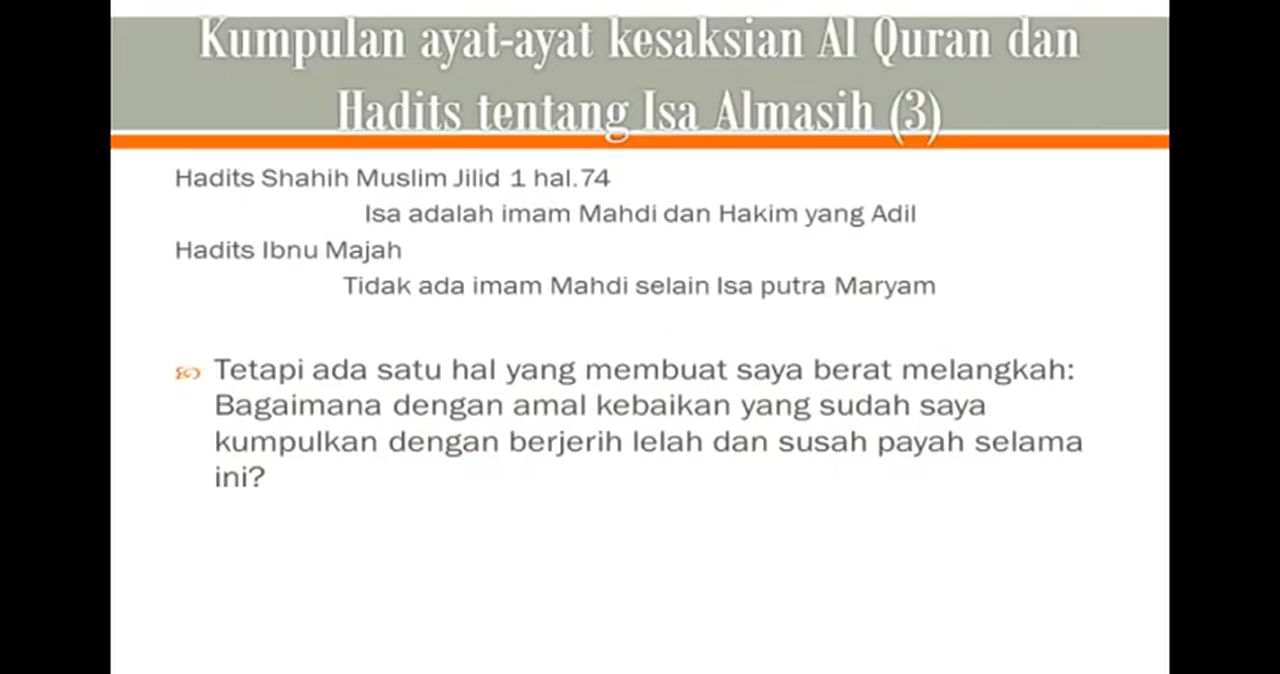 Kumpulan ayat-ayat kesaksian Al Quran dan
Hadits tentang Isa Almasih (3)
Hadits Shahih Muslim Jilid 1 hal.74
Isa adalah imam Mahdi dan Hakim yang Adil
Hadits Ibnu Majah
Tidak ada imam Mahdi selain Isa putra Maryam
Tetapi ada satu hal yang membuat saya berat melangkah:
Bagaimana dengan amal kebaikan yang sudah saya
kumpulkan dengan berjerih lelah dan susah payah selama
ini?